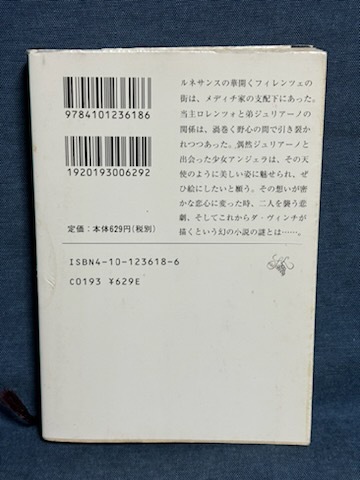 9784101236186
1920193006292
定価：本体629円(税別)
ISBN4-10-123618-6
C0193 ¥629E
ルネサンスの華開くフィレンツェの
街は、メディチ家の支配下にあった。
当主ロレンツォと弟ジュリアーノの
関係は、渦巻く野心の間で引き裂か
れつつあった。偶然ジュリアーノと
出会った少女アンジェラは、その天
使のように美しい姿に魅せられ、ぜ
ひ絵にしたいと願う。その想いが密
かな恋心に変った時、二人を襲う悲
劇、そしてこれからダ・ヴィンチが
描くという幻の小説の謎とは……。